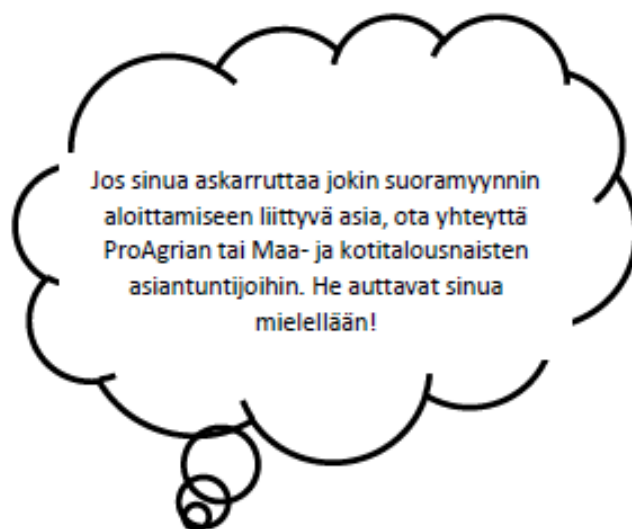 Jos sinua askarruttaa jokin suoramyynnin
aloittamiseen liittyvä asia, ota yhteyttä
ProAgrian tai Maa- ja kotitalousnaisten
asiantuntijoihin. He auttavat sinua
mielellään!